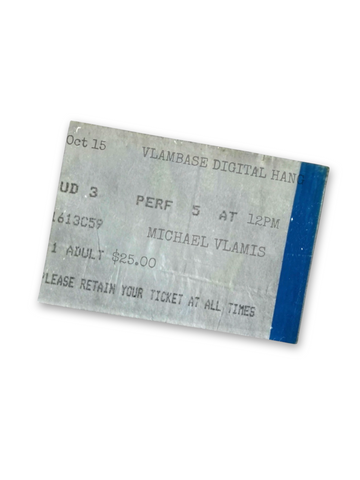 Oct 15 VLAMBASE DIGITAL HANG
UD 3 PERF 5 AT 12PM
1613C59 MICHAEL VLAMIS
1 ADULT $25.00
PLEASE RETAIN YOUR TICKET AT ALL TIMES